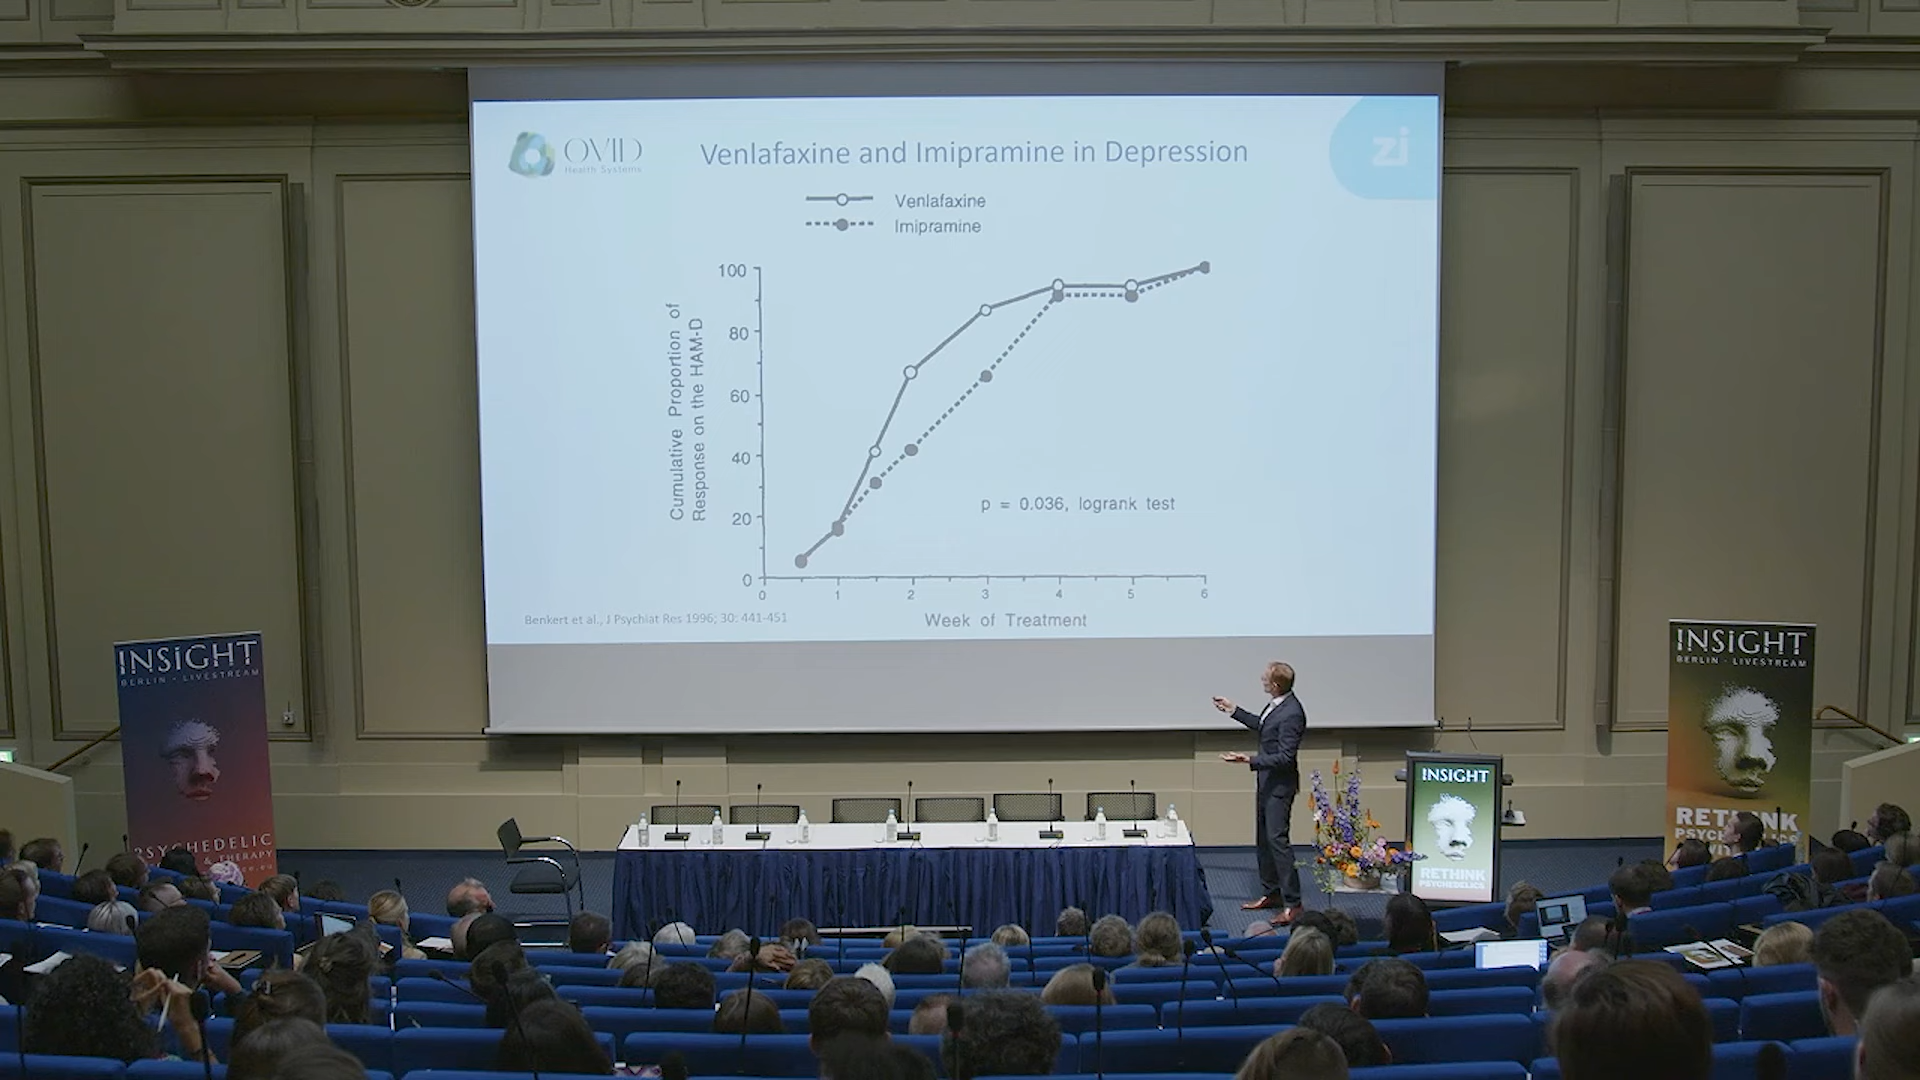 OVID
Health Systems
Venlafaxine and Imipramine in Depression
zi
Venlafaxine
Imipramine
Cumulative Proportion of
Response on the HAM-D
100
80
60
40
20
0
p = 0.036, logrank test
0 1 2 3 4 5 6
Week of Treatment
Benkert et al., J Psychiat Res 1996; 30: 441-451
INSIGHT
BERLIN - LIVESTREAM
PSYCHEDELIC
& THERAPY
INSIGHT
RETHINK
PSYCHEDELICS
INSIGHT
BERLIN - LIVESTREAM
RETHINK